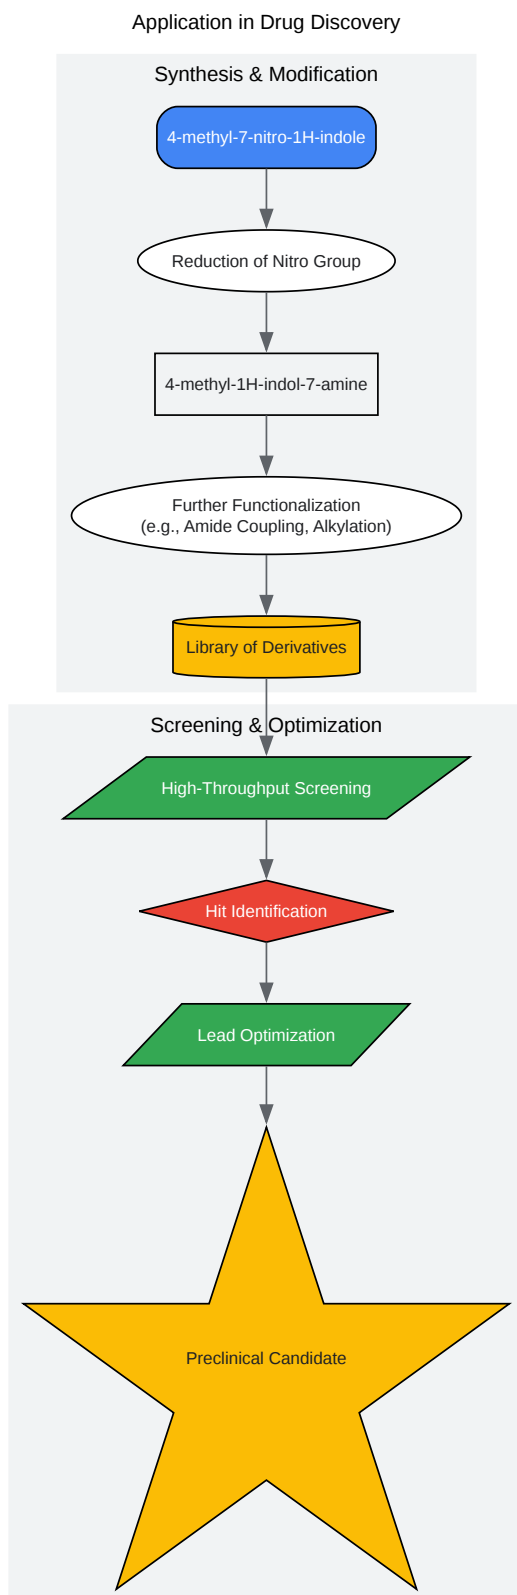 Application in Drug Discovery
Synthesis & Modification
4-methyl-7-nitro-1H-indole
Reduction of Nitro Group
4-methyl-1H-indol-7-amine
Further Functionalization
(e.g., Amide Coupling, Alkylation)
Library of Derivatives
Screening & Optimization
High-Throughput Screening
Hit Identification
Lead Optimization
Preclinical Candidate